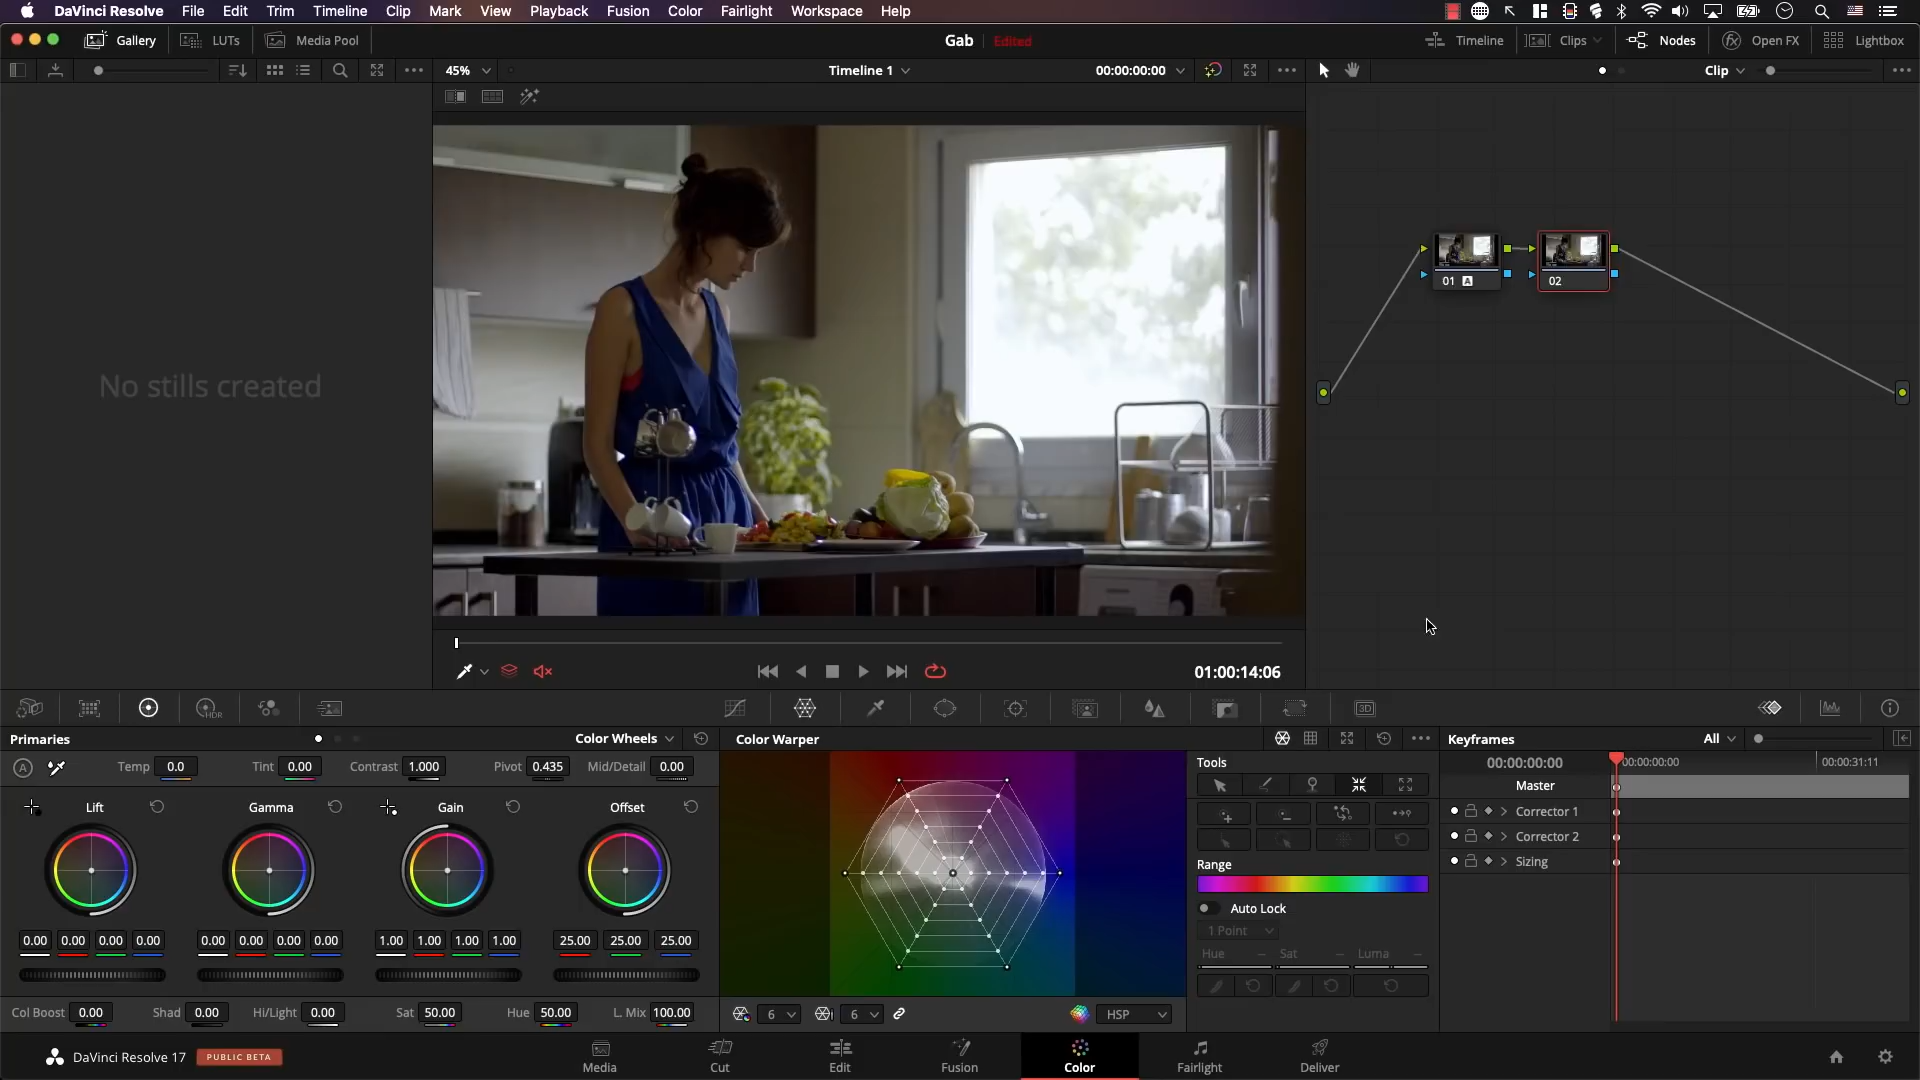 DaVinci Resolve File Edit Trim Timeline Clip Mark View Playback Fusion Color Fairlight Workspace Help
Gallery LUTs Media Pool Gab Edited Timeline Clips Nodes Open FX Lightbox
45% Timeline 1 00:00:00:00 Clip
No stills created
01 A 02
01:00:14:06
HDR 3D
Primaries Color Wheels Color Warper Keyframes All
A Temp 0.0 Tint 0.00 Contrast 1.000 Pivot 0.435 Mid/Detail 0.00 Tools 00:00:00:00 00:00:00:00 00:00:31:11
Master
Lift Gamma Gain Offset Corrector 1
Corrector 2
Range Sizing
Auto Lock
1 Point
0.00 0.00 0.00 0.00 0.00 0.00 0.00 0.00 1.00 1.00 1.00 1.00 25.00 25.00 25.00
Hue Sat Luma
Col Boost 0.00 Shad 0.00 Hi/Light 0.00 Sat 50.00 Hue 50.00 L. Mix 100.00 6 6 HSP
DaVinci Resolve 17 PUBLIC BETA Media Cut Edit Fusion Color Fairlight Deliver